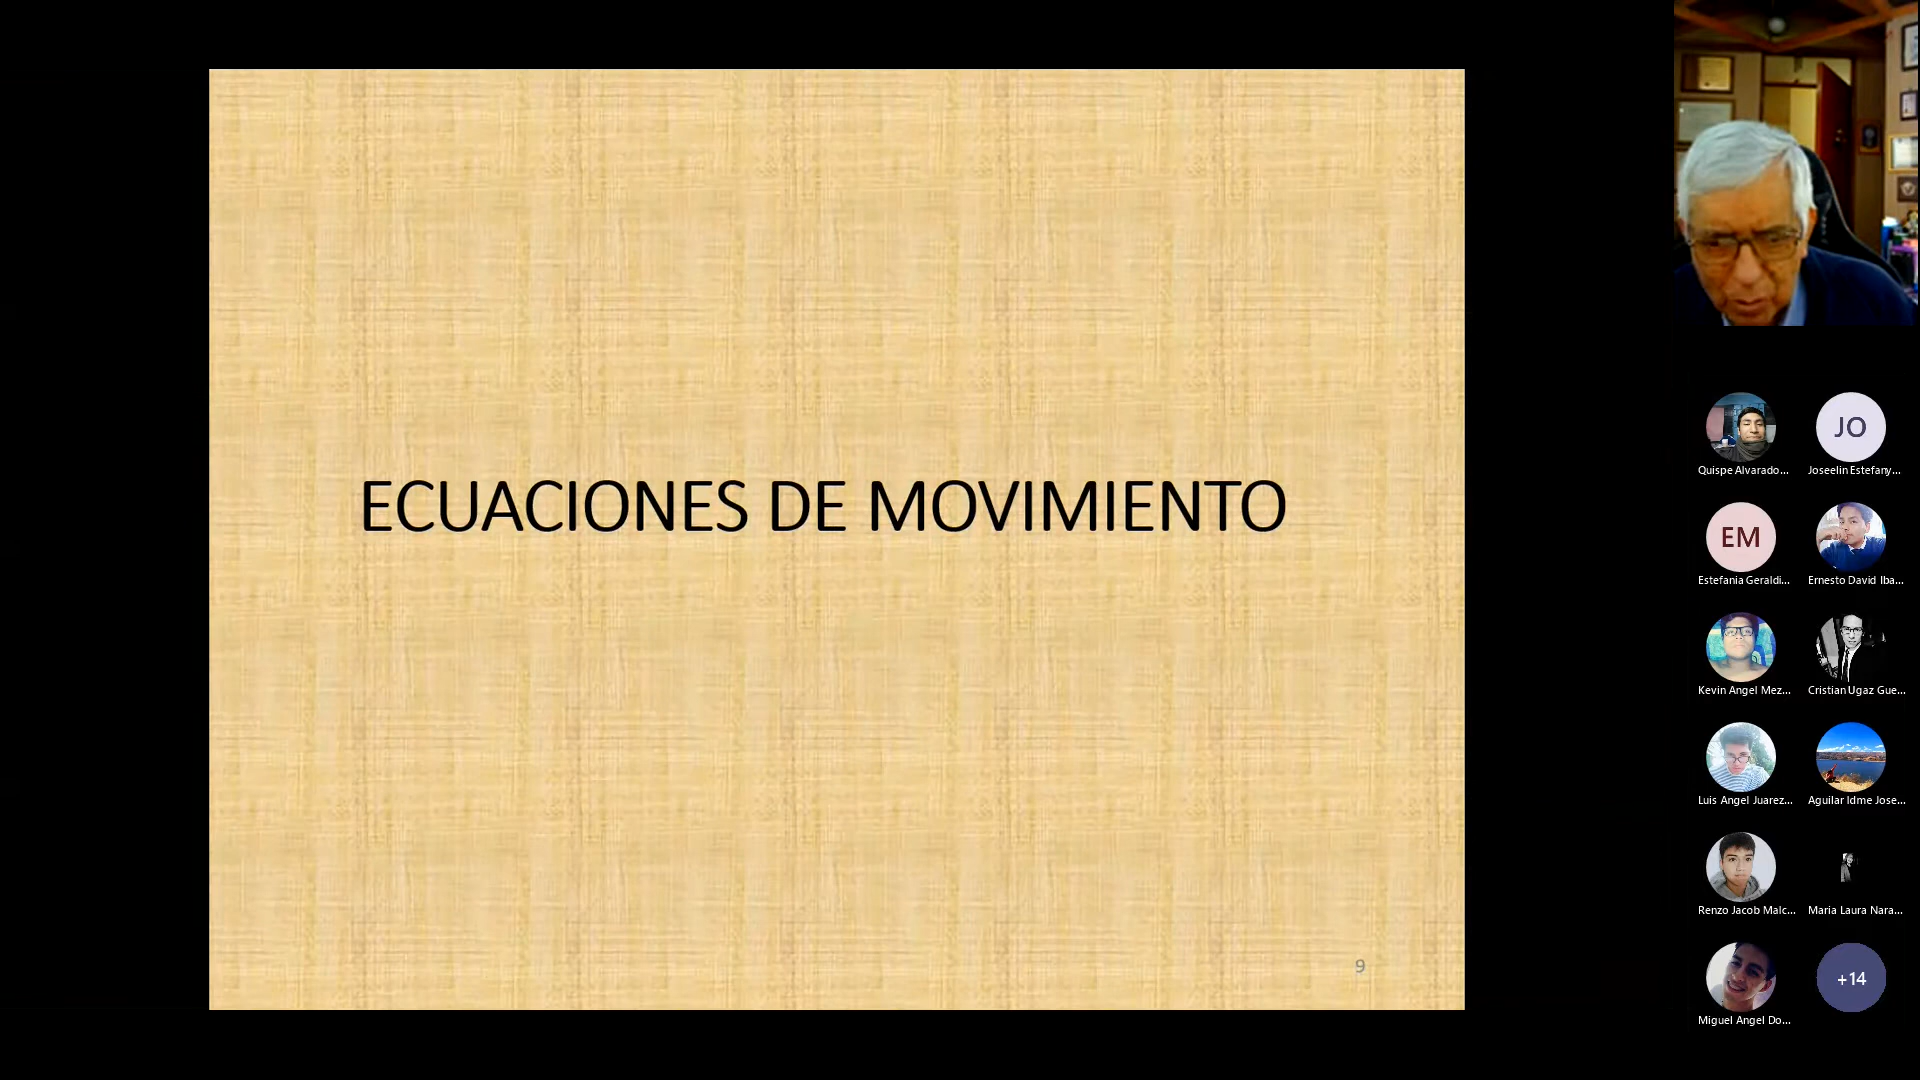 ECUACIONES DE MOVIMIENTO
9
Quispe Alvarado...
JO
Joseelin Estefany...
EM
Estefania Geraldi...
Ernesto David Iba...
Kevin Angel Mez...
Cristian Ugaz Gue...
Luis Angel Juarez...
Aguilar Idme Jose...
Renzo Jacob Malc...
Maria Laura Nara...
Miguel Angel Do...
+14